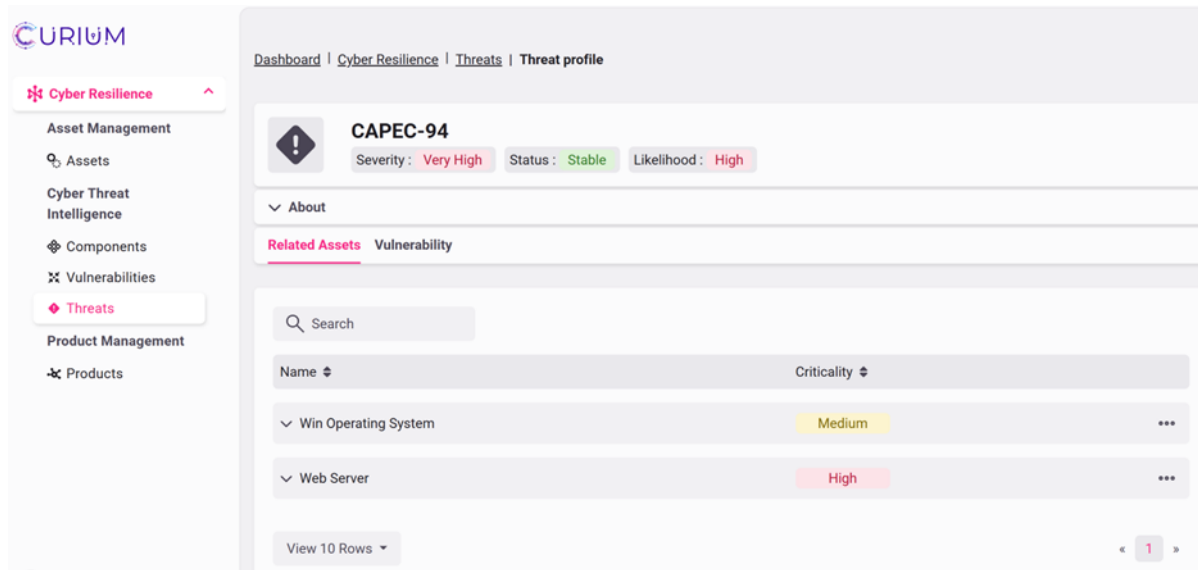 CURIUM
Dashboard | Cyber Resilience | Threats | Threat profile
Cyber Resilience
Asset Management
Assets
Cyber Threat
Intelligence
Components
Vulnerabilities
Threats
Product Management
Products
CAPEC-94
Severity : Very High Status : Stable Likelihood : High
About
Related Assets Vulnerability
Search
Name Criticality
Win Operating System Medium •••
Web Server High •••
View 10 Rows « 1 »